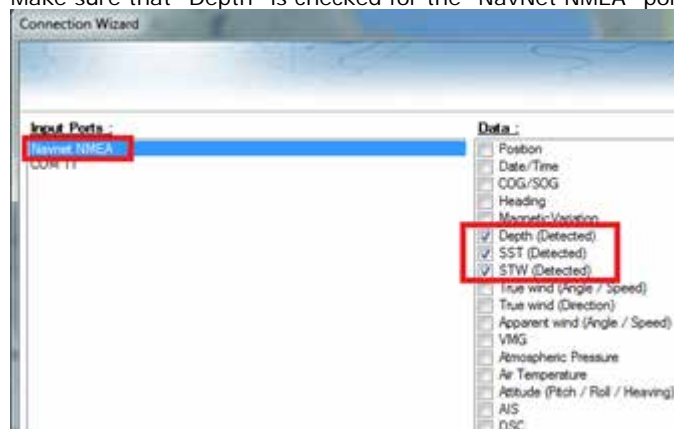 Make sure that "Depth" is checked for the "NavNet NMEA" por
Connection Wizard
Input Ports :
Navnet NMEA
COM 11
Data :
Position
Date/Time
COG/SOG
Heading
Magnetic Variation
Depth (Detected)
SST (Detected)
STW (Detected)
True wind (Angle / Speed)
True wind (Direction)
Apparent wind (Angle / Speed)
VMG
Atmospheric Pressure
Air Temperature
Attitude (Pitch / Roll / Heaving)
AIS
DSC